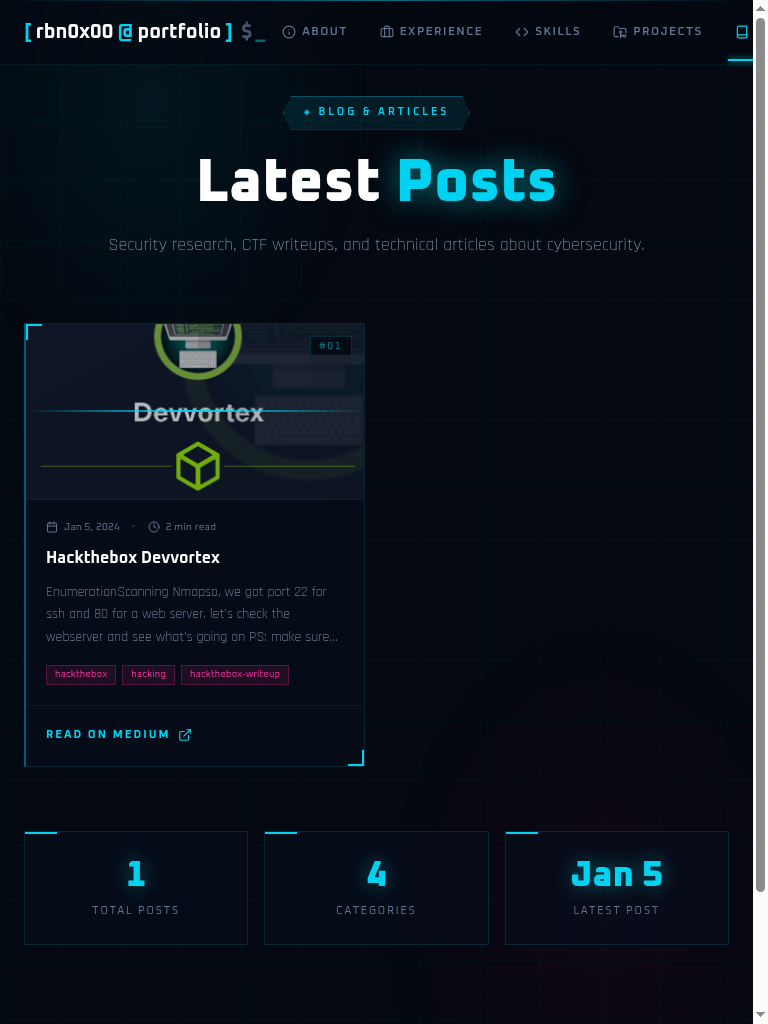 [ rbn0x00 @ portfolio ] $_
ABOUT
EXPERIENCE
SKILLS
PROJECTS
◈ BLOG & ARTICLES
Latest Posts
Security research, CTF writeups, and technical articles about cybersecurity.
#01
Devvortex
Jan 5, 2024 · 2 min read
Hackthebox Devvortex
EnumerationScanning Nmapso, we got port 22 for
ssh and 80 for a web server. let's check the
webserver and see what's going on PS: make sure...
hackthebox
hacking
hackthebox-writeup
READ ON MEDIUM
1
TOTAL POSTS
4
CATEGORIES
Jan 5
LATEST POST